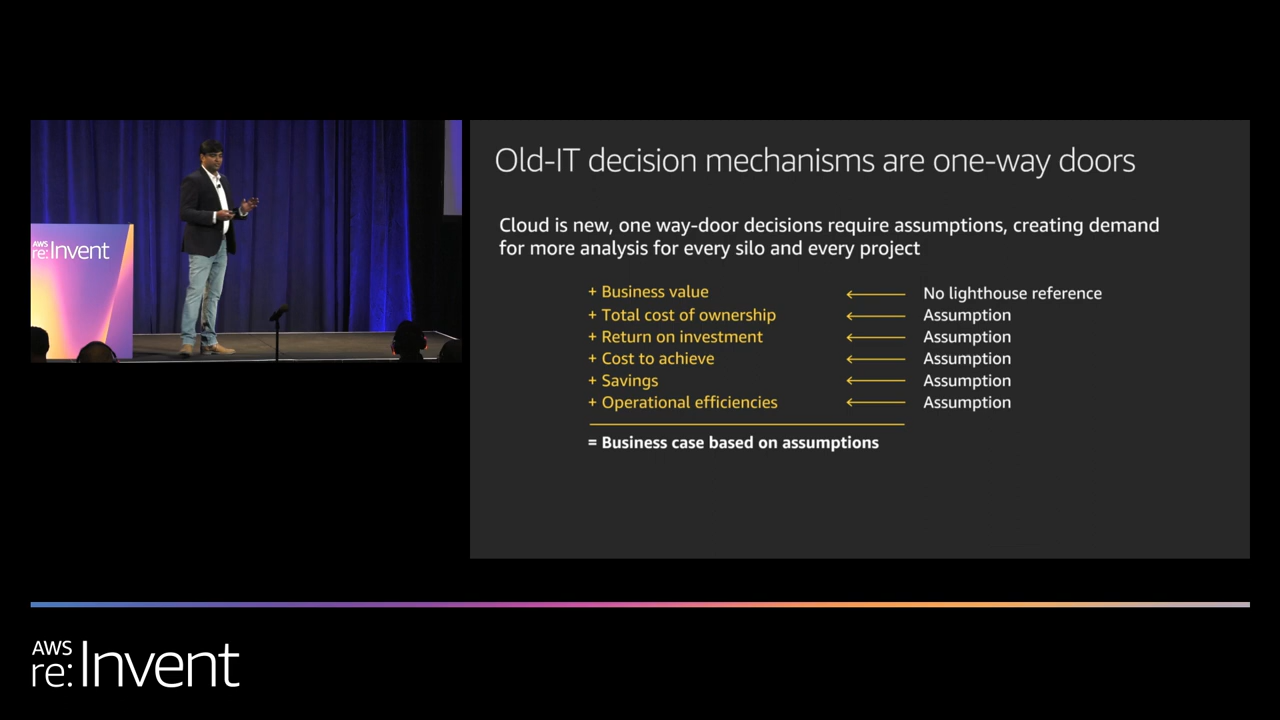 AWS
re:Invent
Old-IT decision mechanisms are one-way doors
Cloud is new, one way-door decisions require assumptions, creating demand
for more analysis for every silo and every project
+ Business value ← No lighthouse reference
+ Total cost of ownership ← Assumption
+ Return on investment ← Assumption
+ Cost to achieve ← Assumption
+ Savings ← Assumption
+ Operational efficiencies ← Assumption
= Business case based on assumptions
AWS
re:Invent